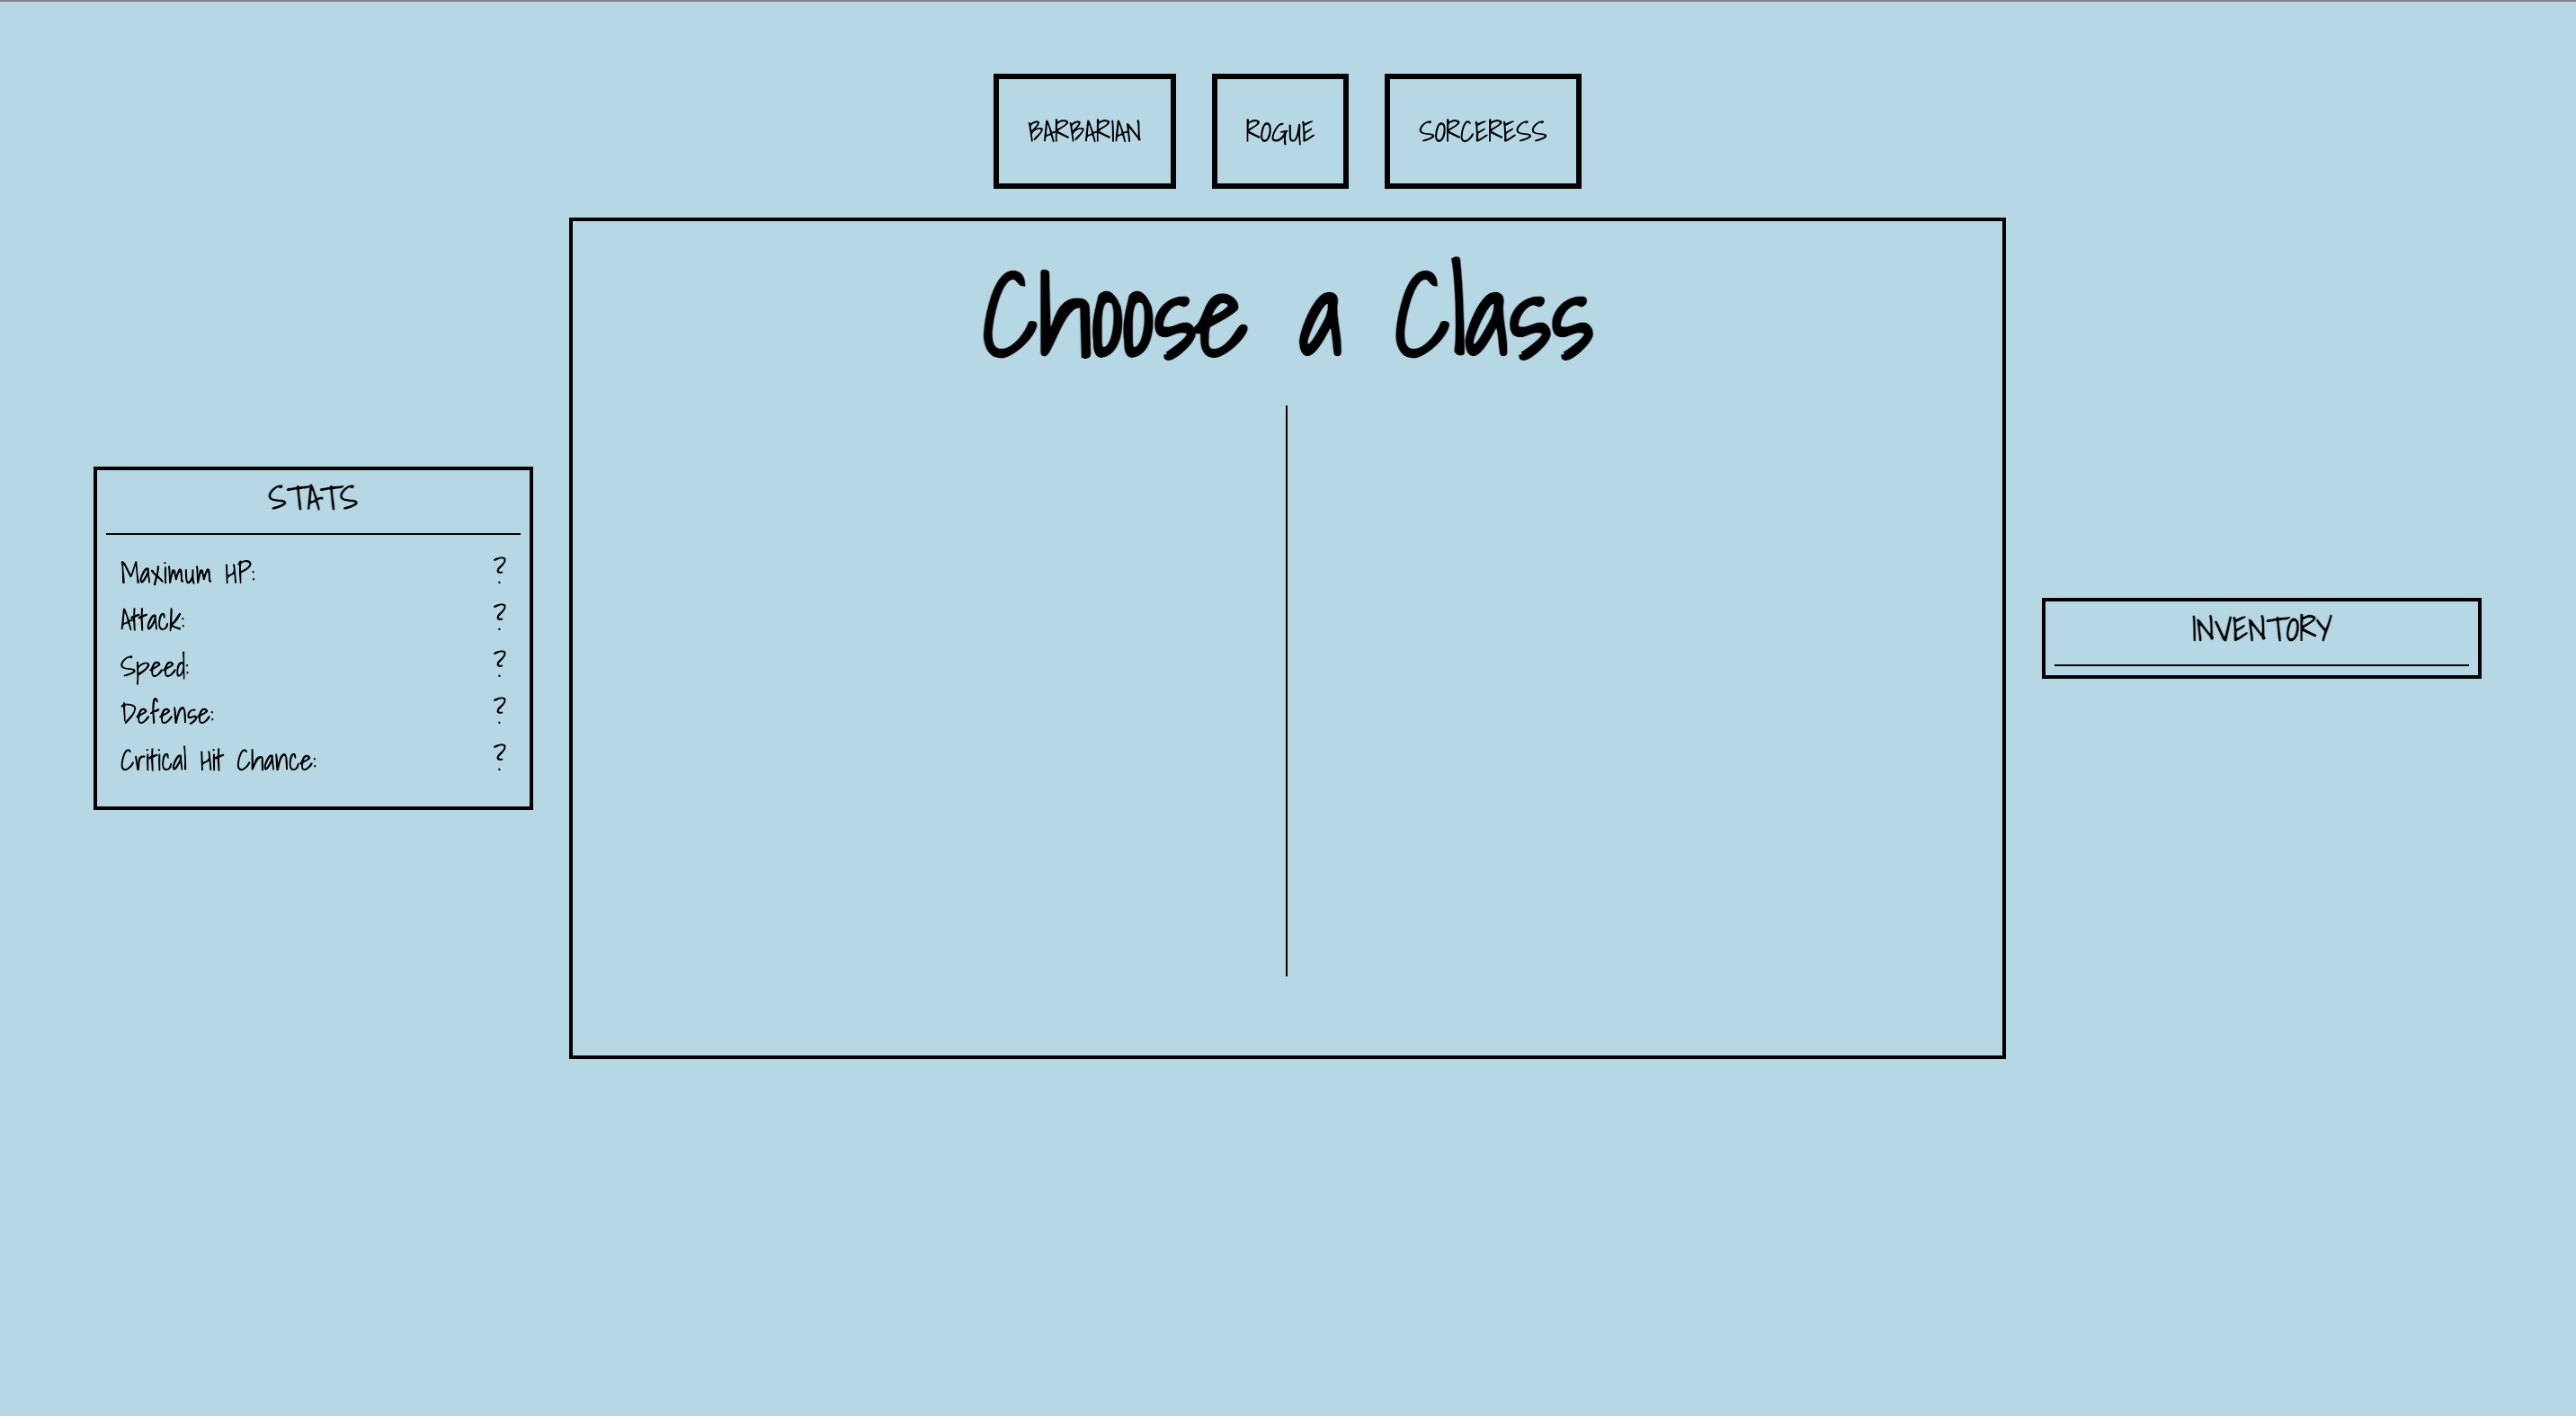 BARBARIAN
ROGUE
SORCERESS
Choose a Class
STATS
Maximum HP: ?
Attack: ?
Speed: ?
Defense: ?
Critical Hit Chance: ?
INVENTORY